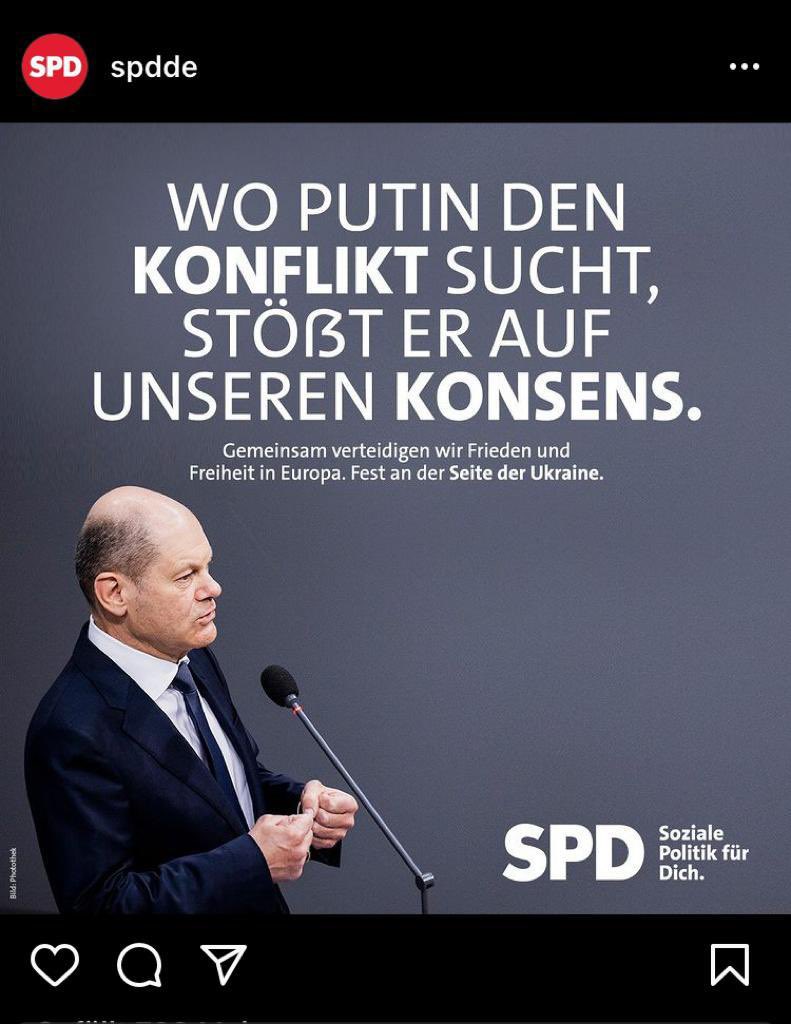 SPD spdde
WO PUTIN DEN
KONFLIKT SUCHT,
STÖẞT ER AUF
UNSEREN KONSENS.
Gemeinsam verteidigen wir Frieden und
Freiheit in Europa. Fest an der Seite der Ukraine.
Bild: Photothek
SPD
Soziale
Politik für
Dich.